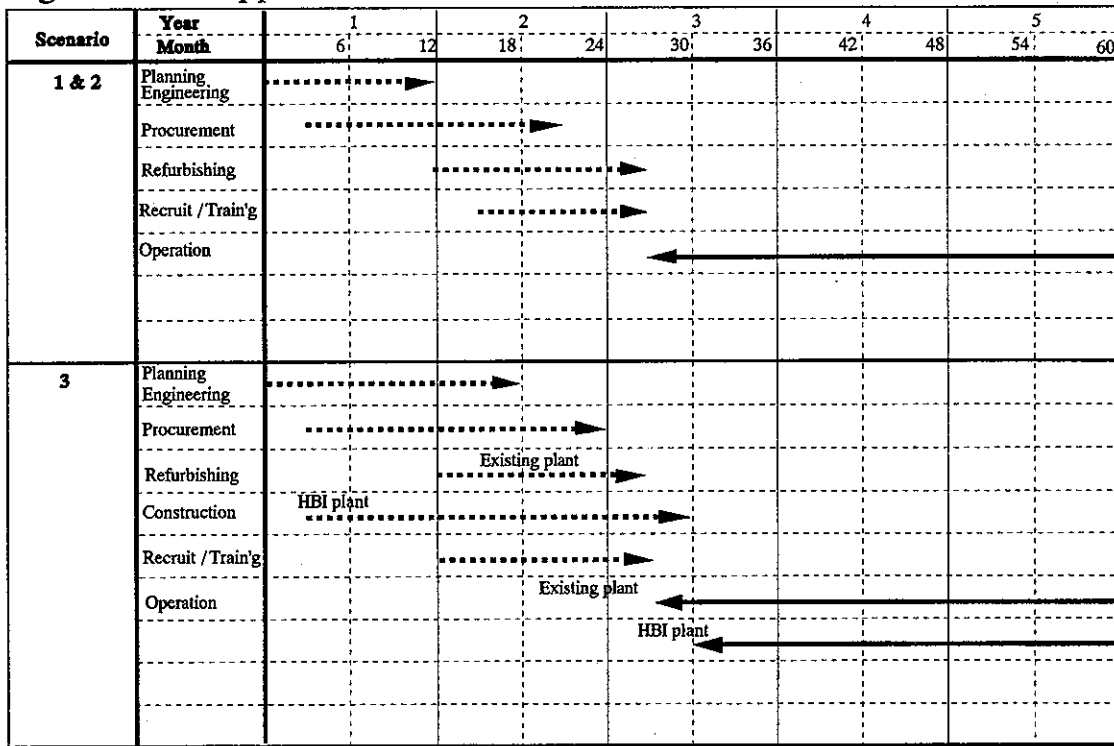 Scenario
Year 1 2 3 4 5
Month 6 12 18 24 30 36 42 48 54 60
1 & 2
Planning
Engineering
Procurement
Refurbishing
Recruit /Train'g
Operation
3
Planning
Engineering
Procurement
Existing plant
Refurbishing
HBI plant
Construction
Recruit /Train'g
Existing plant
Operation
HBI plant